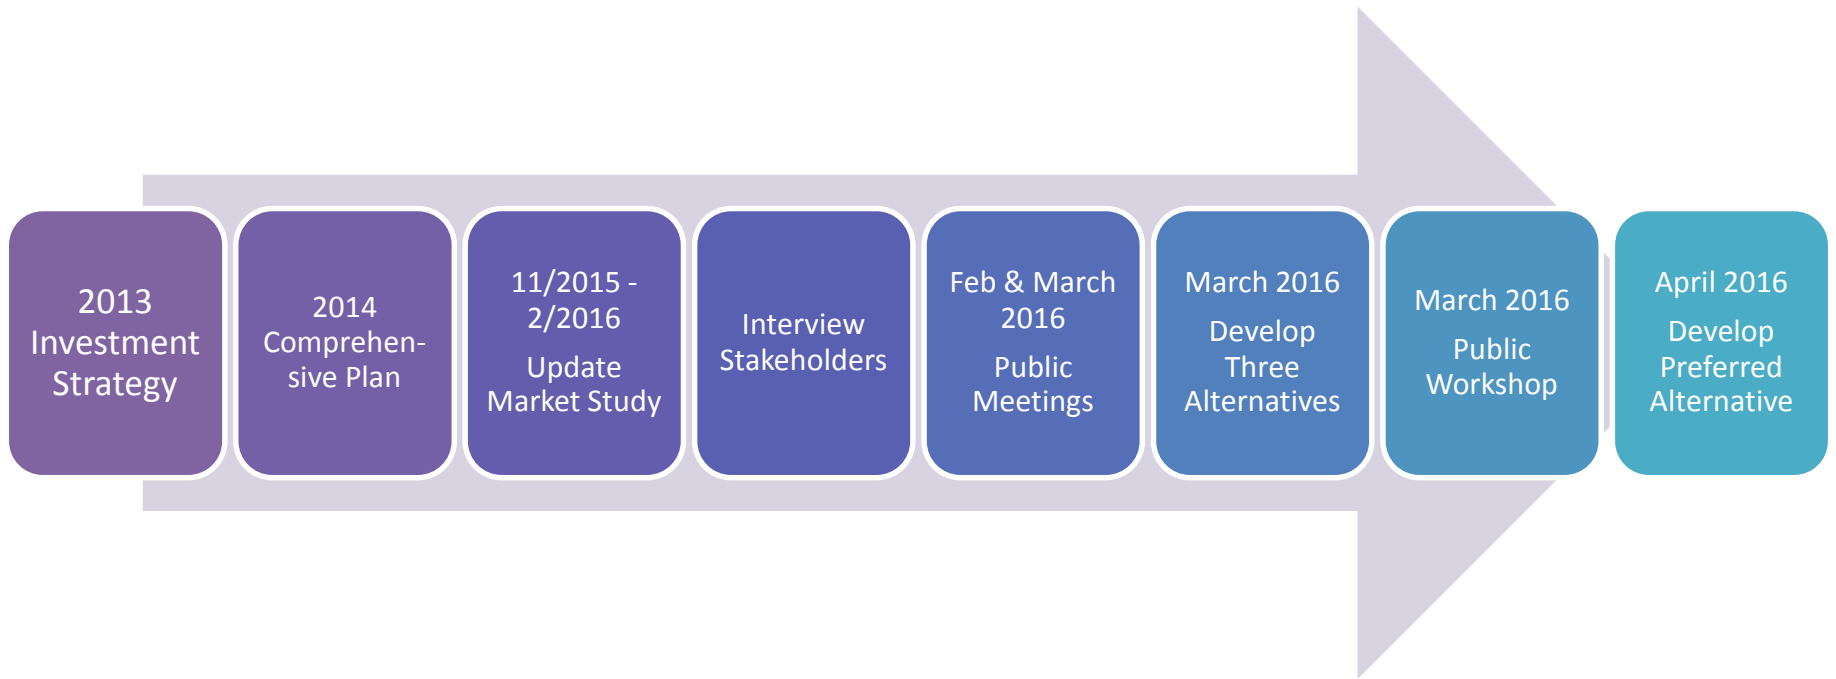 2013
Investment
Strategy
2014
Comprehen-
sive Plan
11/2015 -
2/2016
Update
Market Study
Interview
Stakeholders
Feb & March
2016
Public
Meetings
March 2016
Develop
Three
Alternatives
March 2016
Public
Workshop
April 2016
Develop
Preferred
Alternative